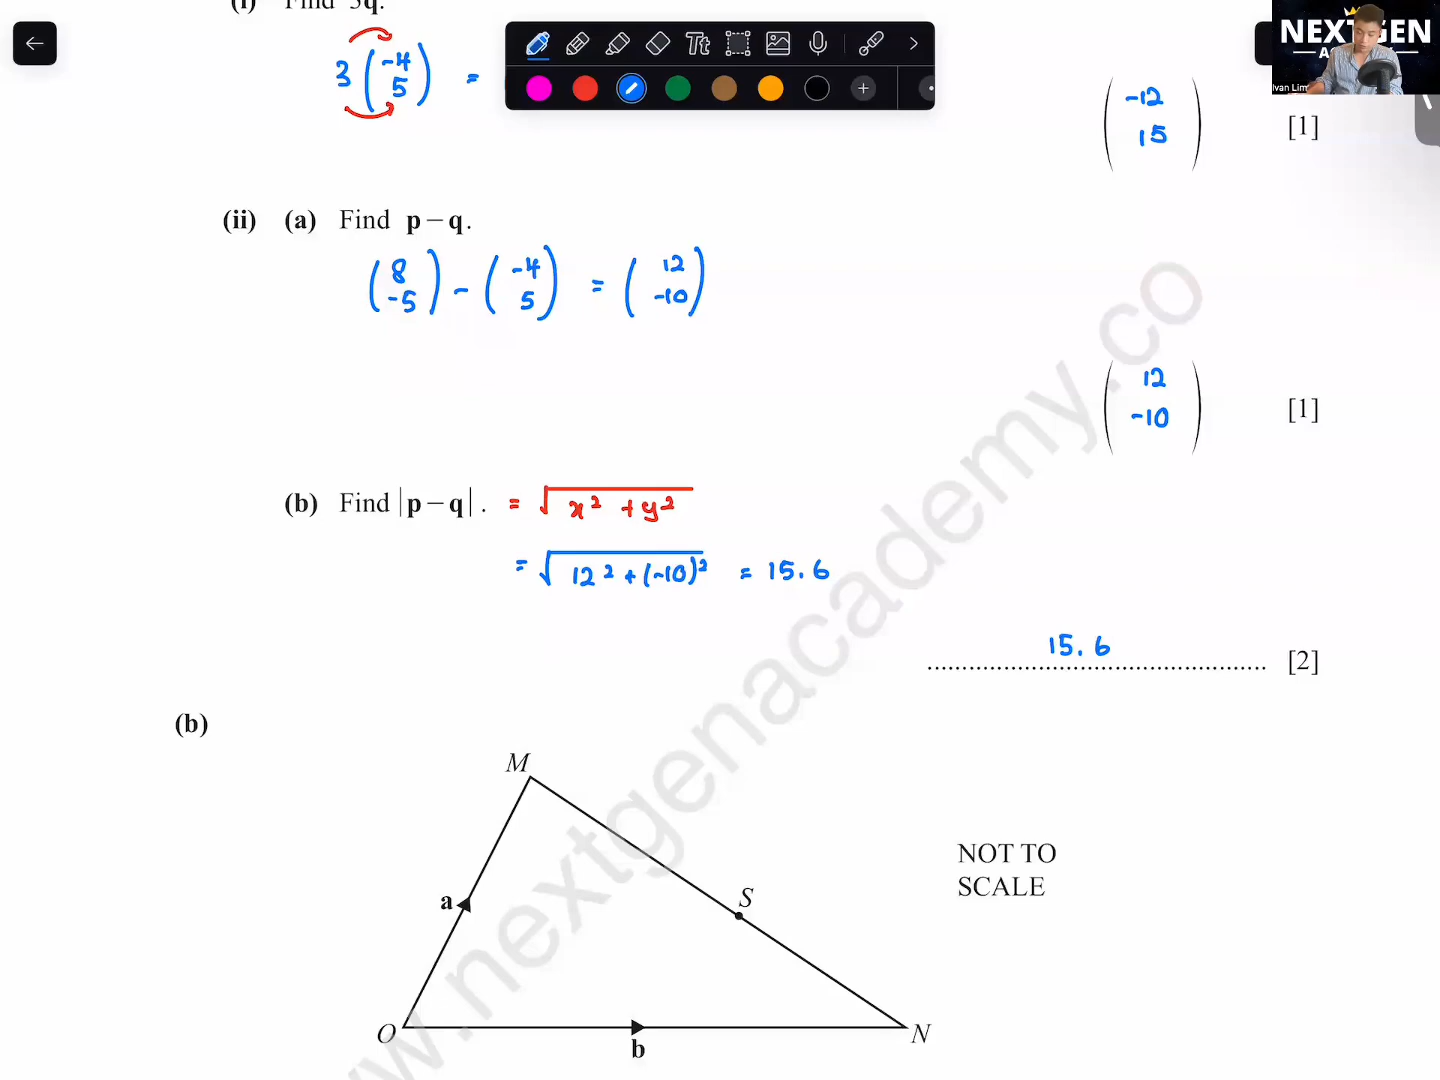 (i) Find 3q.
3 ( -4 5 ) =
Tt
NEXTGEN
Ivan Lim
( -12 15 ) [1]
(ii) (a) Find p − q.
( 8 -5 ) - ( -4 5 ) = ( 12 -10 )
( 12 -10 ) [1]
(b) Find |p − q|. = √ x² + y²
= √ 12² + (-10)² = 15.6
15.6
........................................................ [2]
(b)
M
NOT TO
SCALE
S
a
O
N
b
www.nextgenacademy.co